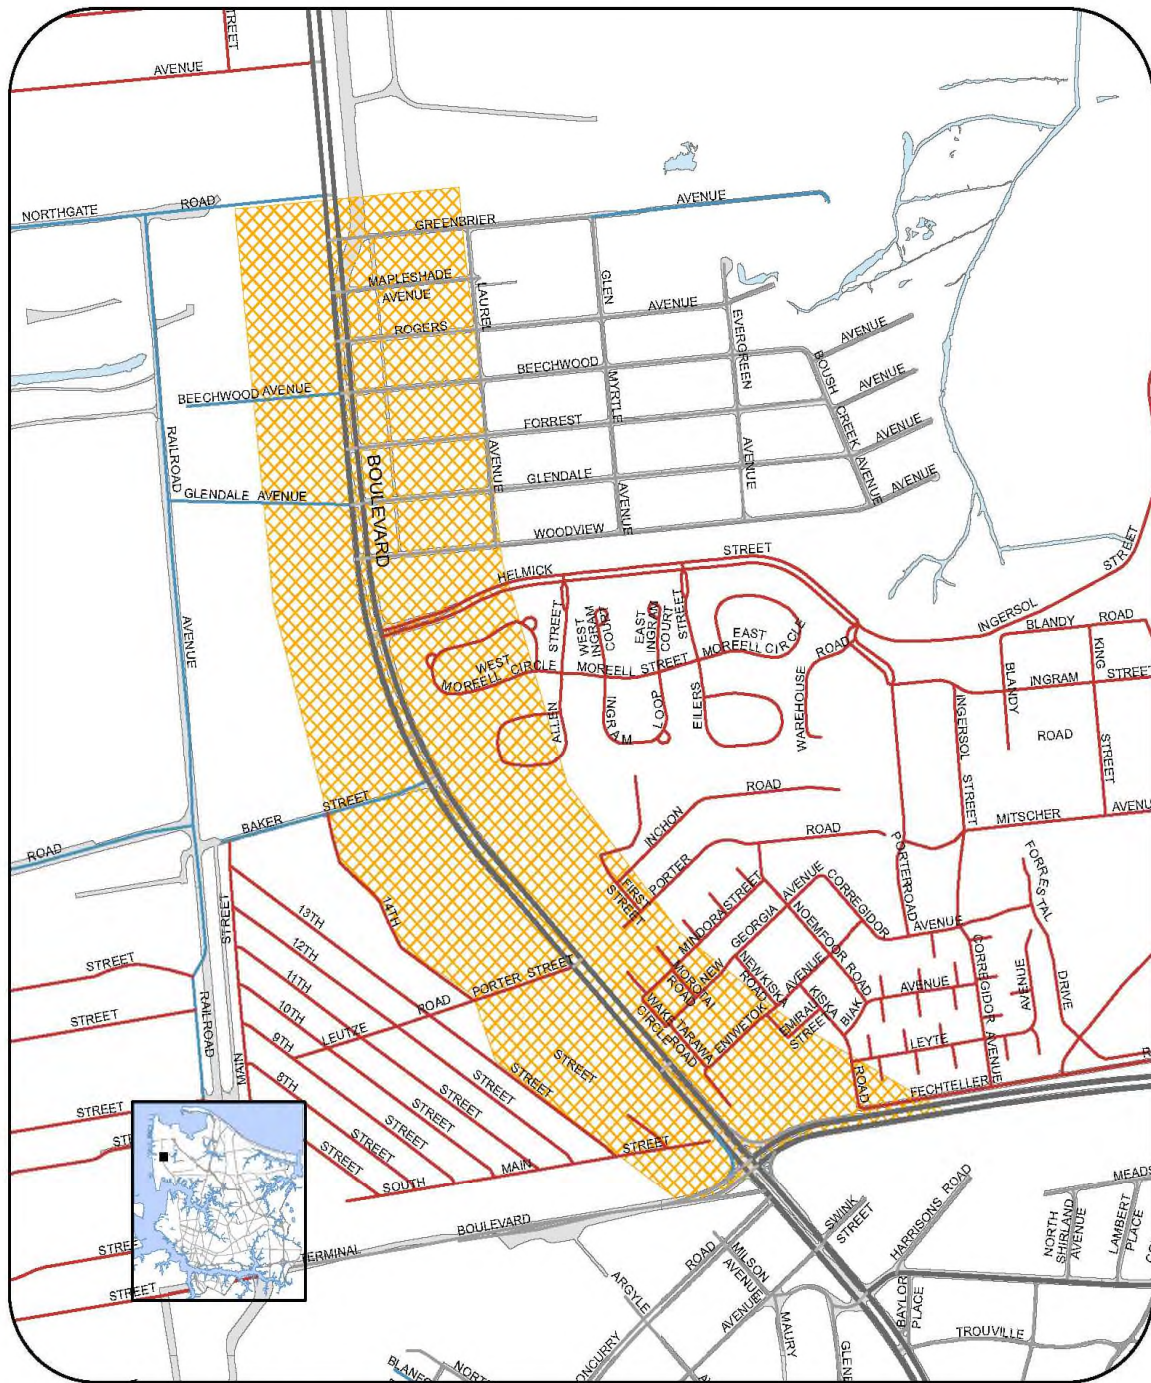 STREET
AVENUE
NORTHGATE
ROAD
AVENUE
GREENBRIER
MAPLESHADE
AVENUE
LAUREL
GLEN
AVENUE
ROGERS
EVERGREEN
AVENUE
BEECHWOOD
BOUSH
BEECHWOOD AVENUE
MYRTLE
AVENUE
FORREST
CREEK
AVENUE
RAILROAD
BOULEVARD
AVENUE
AVENUE
GLENDALE
AVENUE
AVENUE
GLENDALE AVENUE
AVENUE
WOODVIEW
STREET
HELMICK
STREET
INGERSOL
BLANDY
ROAD
AVENUE
STREET
WEST
INGRAM
COURT
EAST
INGRAM
COURT
STREET
EAST
MOREELL CIRCLE
ROAD
KING
WEST
MOREELL CIRCLE
MOREELL STREET
BLANDY
INGRAM
STREET
ALLEN
INGRAM
LOOP
EILERS
WAREHOUSE
INGERSOL
STREET
ROAD
STREET
ROAD
STREET
BAKER
INCHON
ROAD
MITSCHER
AVENU
ROAD
PORTER
FIRST
STREET
PORTER
ROAD
FORRESTAL
DRIVE
STREET
13TH
14TH
12TH
11TH
10TH
9TH
8TH
MINDORA STREET
GEORGIA
AVENUE
CORREGIDOR
AVENUE
NOEMFOOR ROAD
STREET
STREET
RAILROAD
MAIN
LEUTZE
ROAD
PORTER STREET
MOROTAI
ROAD
NEW
NEW KISKA
ROAD
AVENUE
KISKA
BIAK
AVENUE
CORREGIDOR AVENUE
AVENUE
WAKE
CIRCLE
TARAWA
ROAD
ENIWETOK
EMIRAU
STREET
LEYTE
ROAD
FECHTELER
STREET
STREET
STREET
STREET
STREET
STREET
STREET
STREET
STREET
SOUTH
MAIN
STREET
BOULEVARD
TERMINAL
STREET
ROAD
ARGYLE
MILSON
AVENUE
AVENUE
SWINK
STREET
HARRISONS ROAD
MEADS
NORTH
SHIRLAND
AVENUE
LAMBERT
PLACE
BAYLOR
PLACE
MAURY
TROUVILLE
NORT